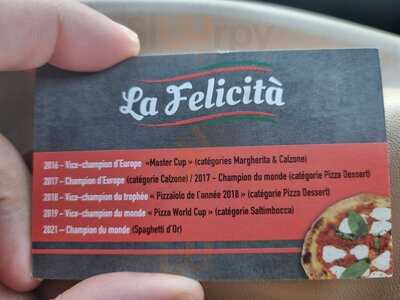 La Felicità
2016 – Vice-champion d'Europe «Master Cup » (catégories Margherita & Calzone)
2017 – Champion d'Europe (catégorie Calzone) / 2017 - Champion du monde (catégorie Pizza Dessert)
2018 – Vice-champion du trophée « Pizzaïolo de l'année 2018 » (catégorie Pizza Dessert)
2019 – Vice-champion du monde « Pizza World Cup » (catégorie Saltimbocca)
2021 – Champion du monde (Spaghetti d'Or)